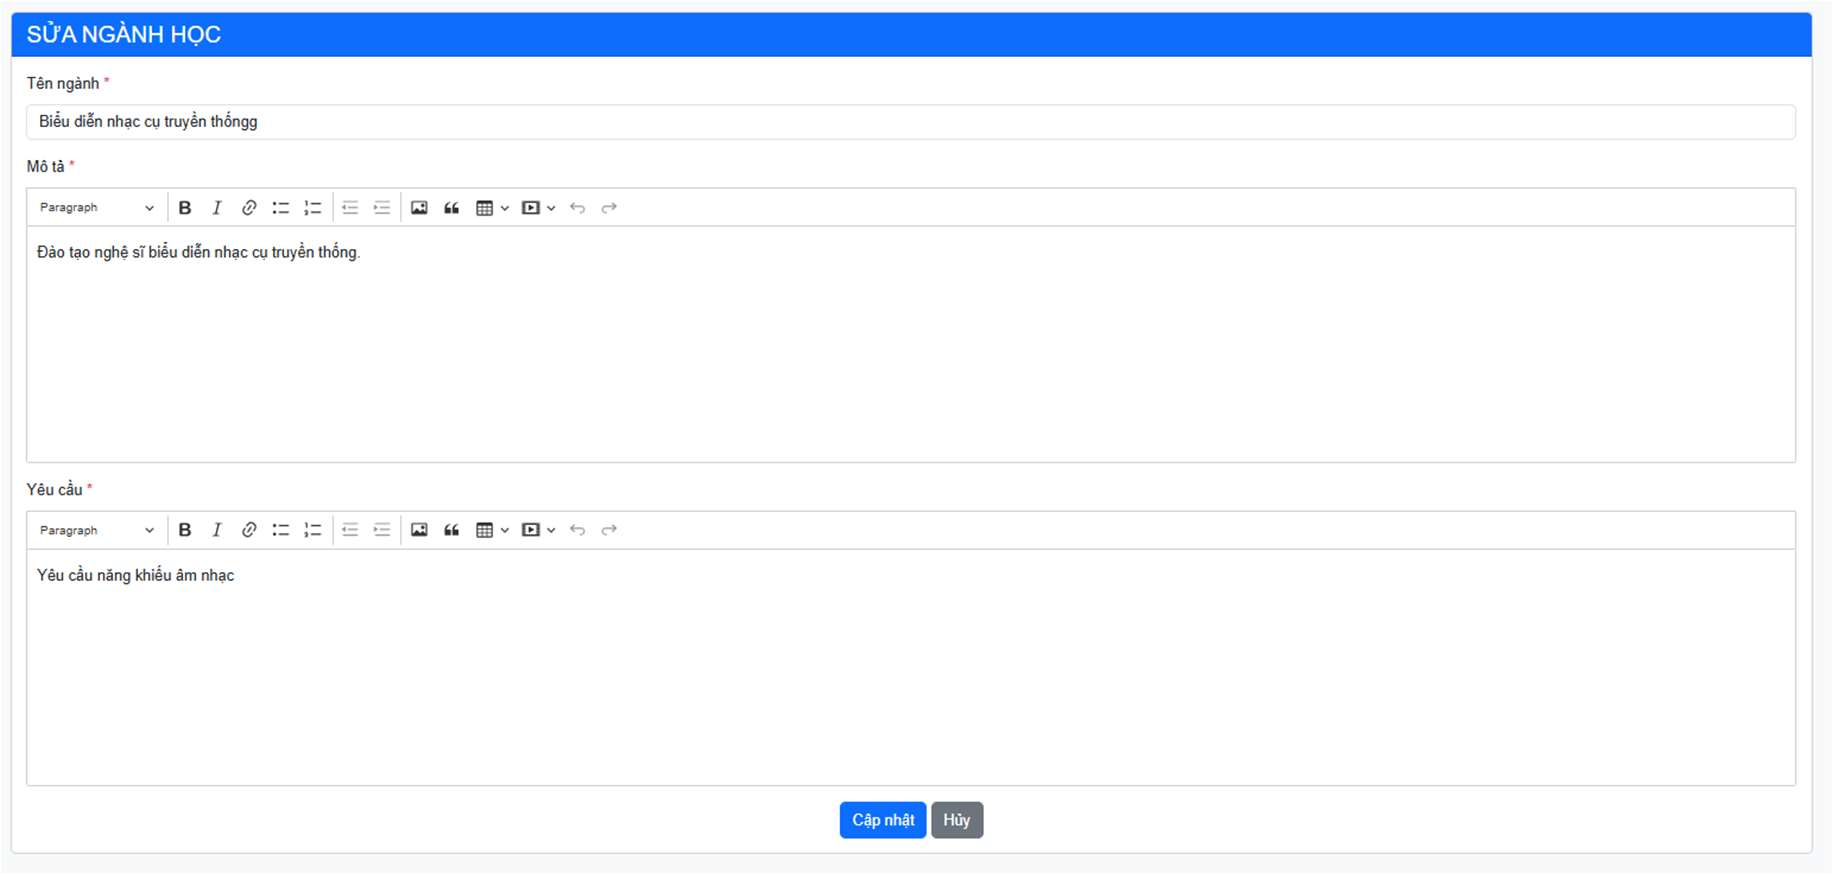 SỬA NGÀNH HỌC
Tên ngành *
Biểu diễn nhạc cụ truyền thốngg
Mô tả *
Paragraph
Đào tạo nghệ sĩ biểu diễn nhạc cụ truyền thống.
Yêu cầu *
Paragraph
Yêu cầu năng khiếu âm nhạc
Cập nhật Hủy